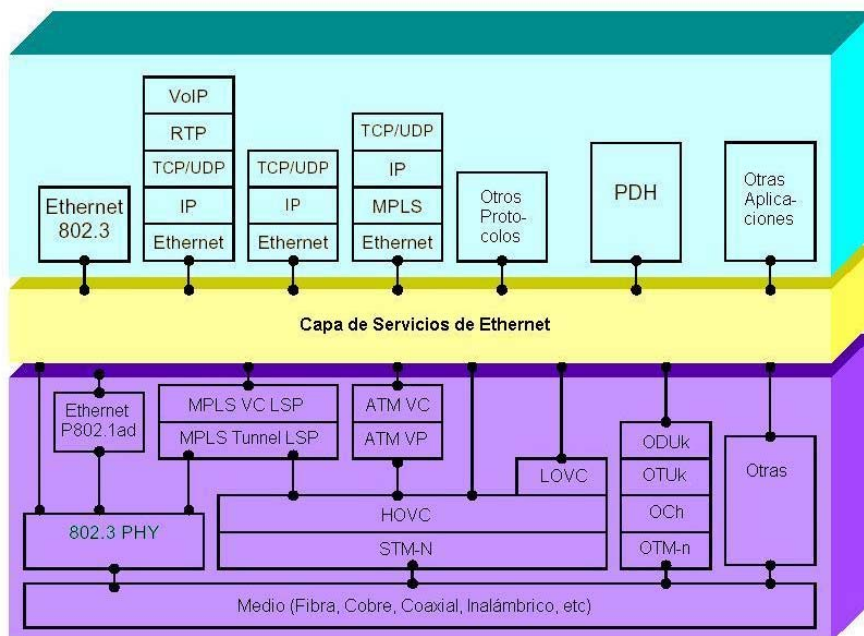 VoIP
RTP
TCP/UDP
IP
Ethernet
Ethernet
802.3
TCP/UDP
IP
Ethernet
TCP/UDP
IP
MPLS
Ethernet
Otros
Proto-
colos
PDH
Otras
Aplica-
ciones
Capa de Servicios de Ethernet
Ethernet
P802.1ad
MPLS VC LSP
MPLS Tunnel LSP
ATM VC
ATM VP
LOVC
HOVC
STM-N
ODUk
OTUk
OCh
OTM-n
Otras
802.3 PHY
Medio (Fibra, Cobre, Coaxial, Inalámbrico, etc)